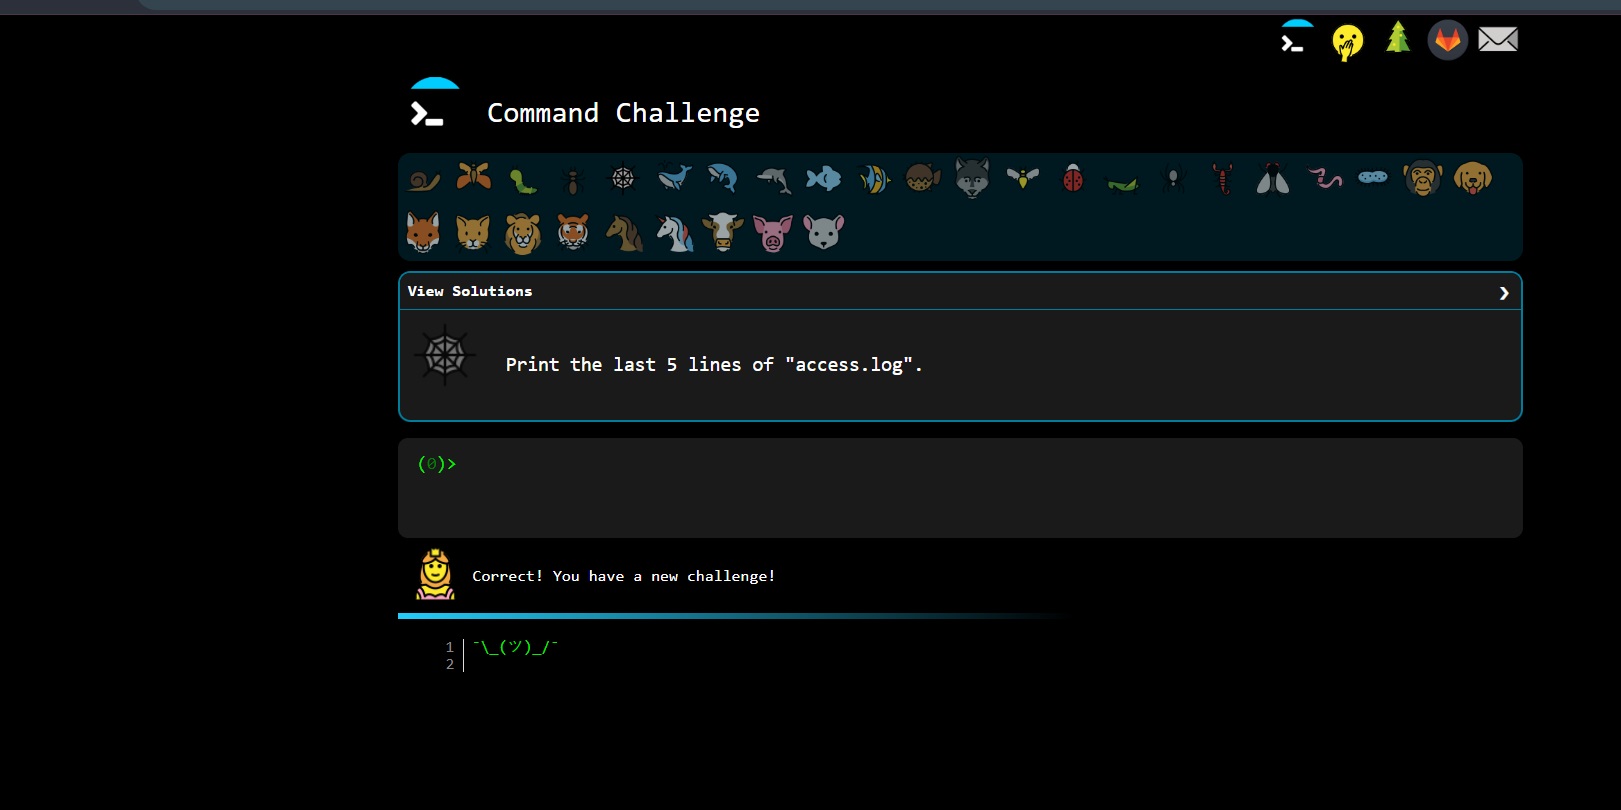 Command Challenge
View Solutions
Print the last 5 lines of "access.log".
(0)>
Correct! You have a new challenge!
1 ¯\_(ツ)_/¯
2